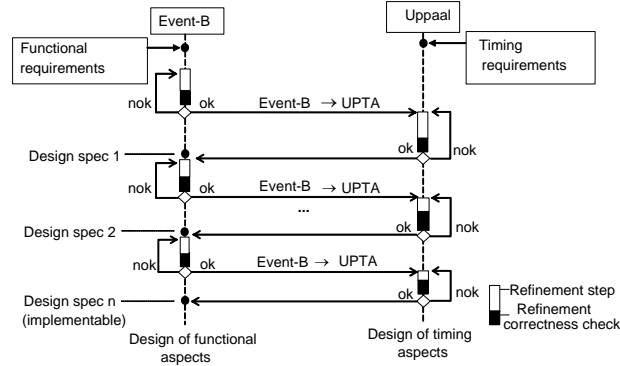 Event-B
Uppaal
Functional
requirements
Timing
requirements
nok
ok
Event-B → UPTA
ok
nok
Design spec 1
nok
ok
Event-B → UPTA
...
ok
nok
Design spec 2
nok
ok
Event-B → UPTA
ok
nok
Design spec n
(implementable)
Design of functional
aspects
Design of timing
aspects
Refinement step
Refinement
correctness check